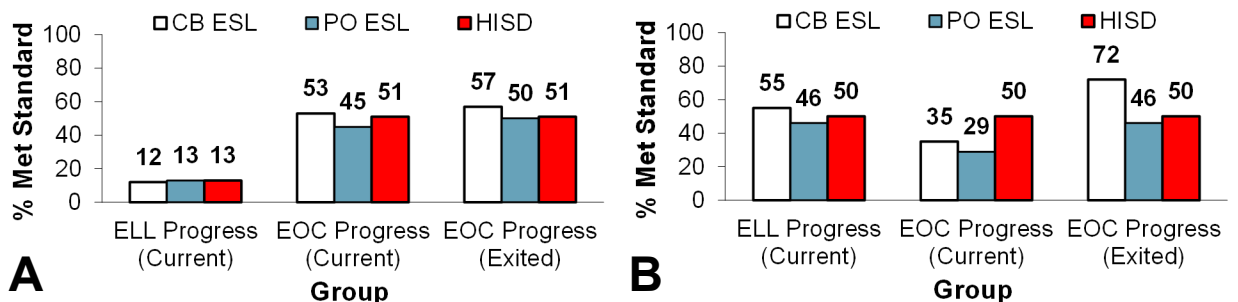 CB ESL PO ESL HISD
% Met Standard
100
80
60
40
20
0
12 13 13
53 45 51
57 50 51
ELL Progress (Current)
EOC Progress (Current)
EOC Progress (Exited)
Group
A
CB ESL PO ESL HISD
% Met Standard
100
80
60
40
20
0
55 46 50
35 29 50
72 46 50
ELL Progress (Current)
EOC Progress (Current)
EOC Progress (Exited)
Group
B